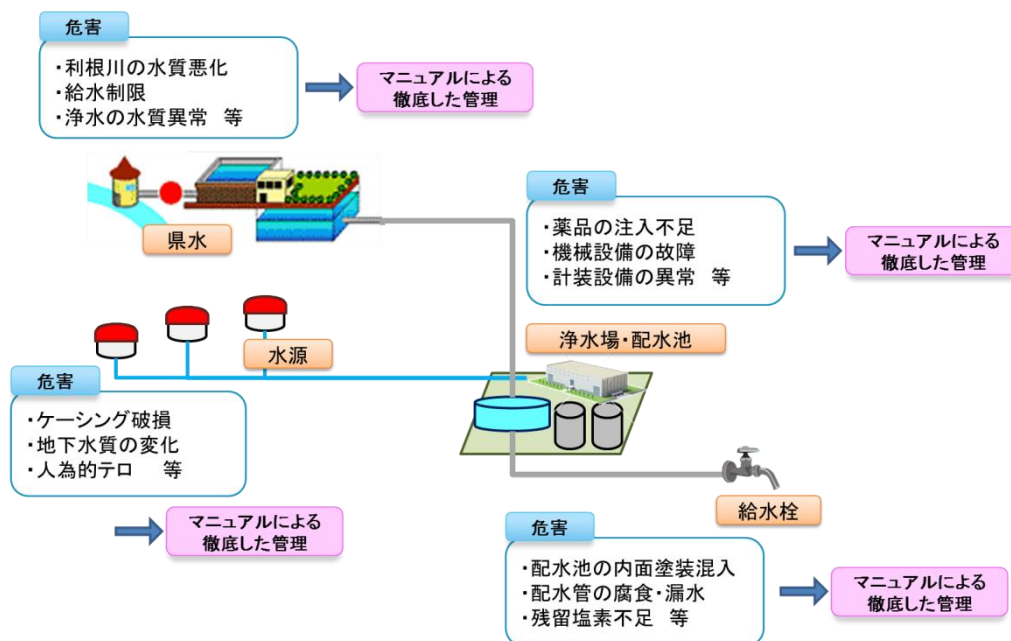 危害
・利根川の水質悪化
・給水制限
・浄水の水質異常 等
マニュアルによる
徹底した管理
県水
危害
・薬品の注入不足
・機械設備の故障
・計装設備の異常 等
マニュアルによる
徹底した管理
浄水場・配水池
水源
危害
・ケーシング破損
・地下水質の変化
・人為的テロ 等
マニュアルによる
徹底した管理
給水栓
危害
・配水池の内面塗装混入
・配水管の腐食・漏水
・残留塩素不足 等
マニュアルによる
徹底した管理